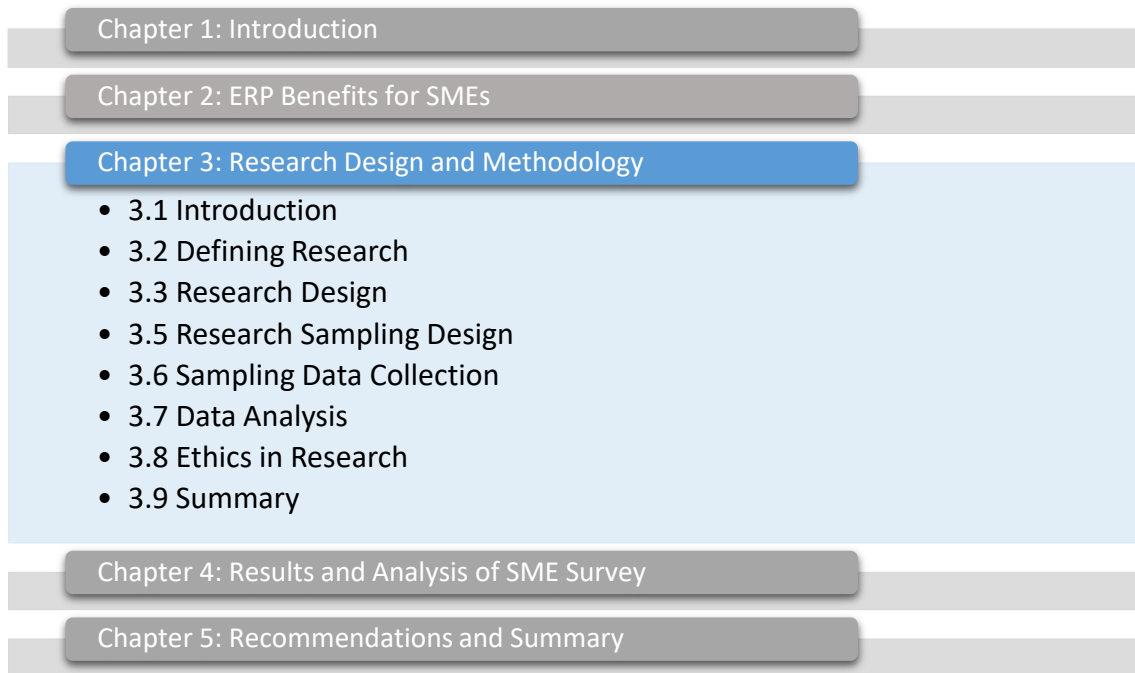 Chapter 1: Introduction
Chapter 2: ERP Benefits for SMEs
Chapter 3: Research Design and Methodology
• 3.1 Introduction
• 3.2 Defining Research
• 3.3 Research Design
• 3.5 Research Sampling Design
• 3.6 Sampling Data Collection
• 3.7 Data Analysis
• 3.8 Ethics in Research
• 3.9 Summary
Chapter 4: Results and Analysis of SME Survey
Chapter 5: Recommendations and Summary